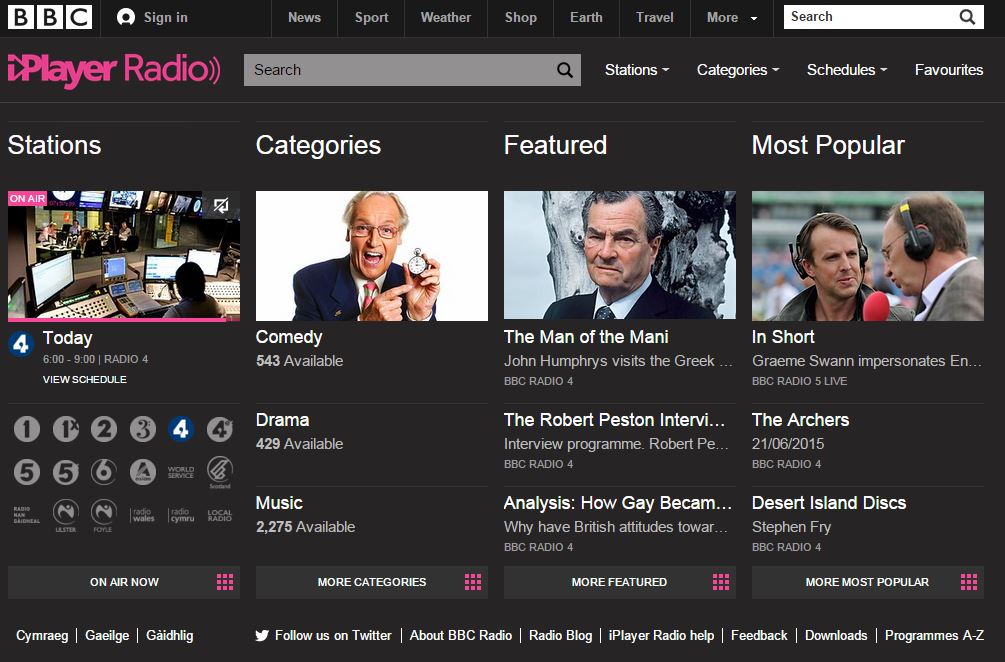 BBC
Sign in
News
Sport
Weather
Shop
Earth
Travel
More
Search
iPlayer Radio
Search
Stations
Categories
Schedules
Favourites
Stations
ON AIR
4
Today
6:00 - 9:00 | RADIO 4
VIEW SCHEDULE
1 1x 2 3 4 4
5 5 6 WORLD SERVICE Scotland
RADIO NAN GÀIDHEAL ULSTER FOYLE radio wales radio cymru LOCAL RADIO
ON AIR NOW
Categories
Comedy
543 Available
Drama
429 Available
Music
2,275 Available
MORE CATEGORIES
Featured
The Man of the Mani
John Humphrys visits the Greek ...
BBC RADIO 4
The Robert Peston Intervi...
Interview programme. Robert Pe...
BBC RADIO 4
Analysis: How Gay Becam...
Why have British attitudes towar...
BBC RADIO 4
MORE FEATURED
Most Popular
In Short
Graeme Swann impersonates En...
BBC RADIO 5 LIVE
The Archers
21/06/2015
BBC RADIO 4
Desert Island Discs
Stephen Fry
BBC RADIO 4
MORE MOST POPULAR
Cymraeg | Gaeilge | Gàidhlig
Follow us on Twitter | About BBC Radio | Radio Blog | iPlayer Radio help | Feedback | Downloads | Programmes A-Z